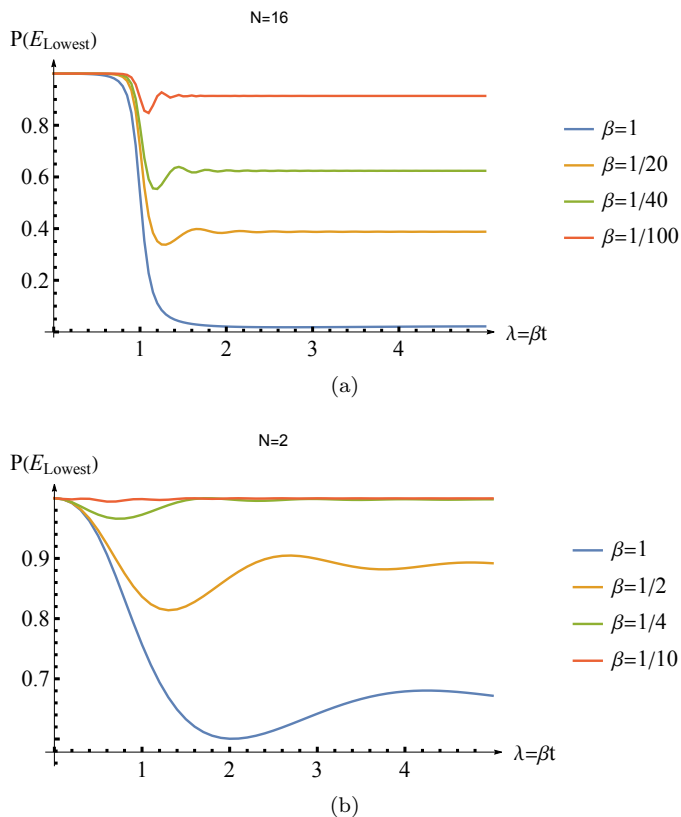 N=16
P(E_Lowest)
0.8
0.6
0.4
0.2
1 2 3 4
λ=βt
β=1
β=1/20
β=1/40
β=1/100
(a)
N=2
P(E_Lowest)
0.9
0.8
0.7
1 2 3 4
λ=βt
β=1
β=1/2
β=1/4
β=1/10
(b)